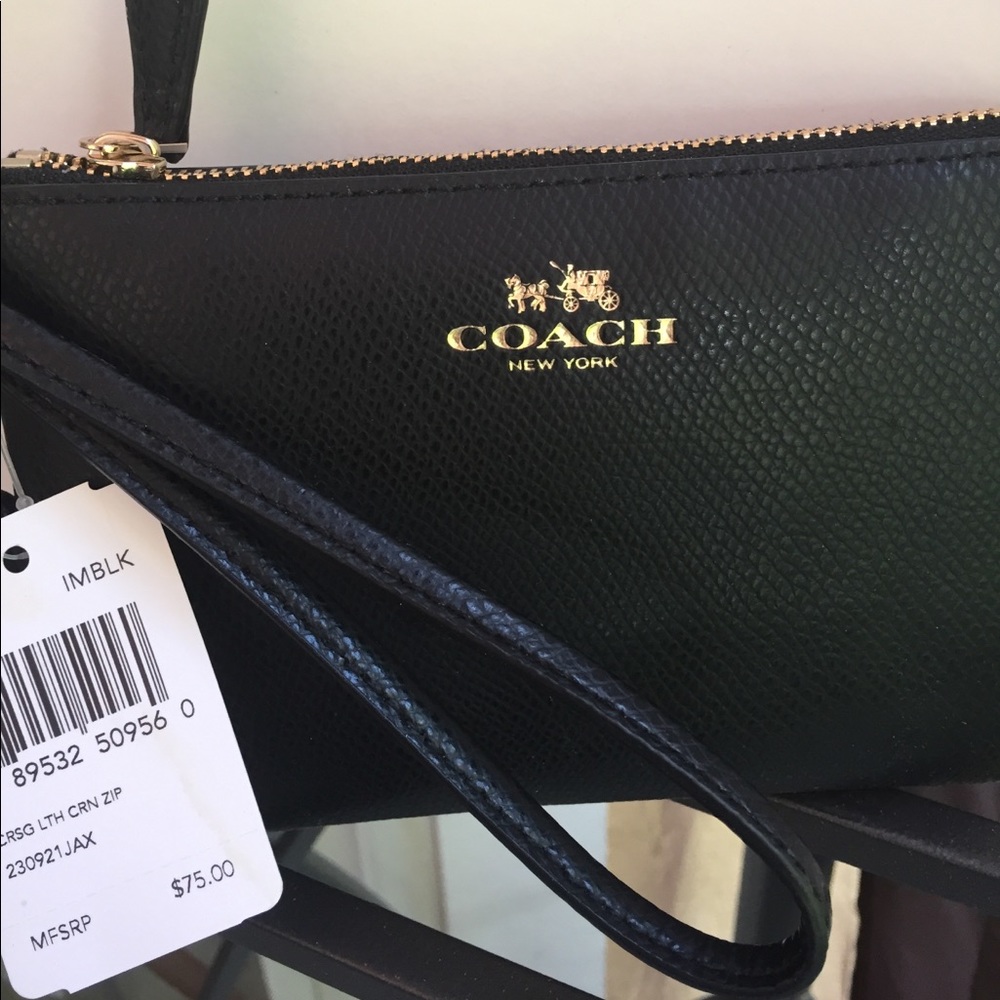 COACH
NEW YORK
IMBLK
89532 50956 0
CRSG LTH CRN ZIP
230921JAX
$75.00
MFSRP